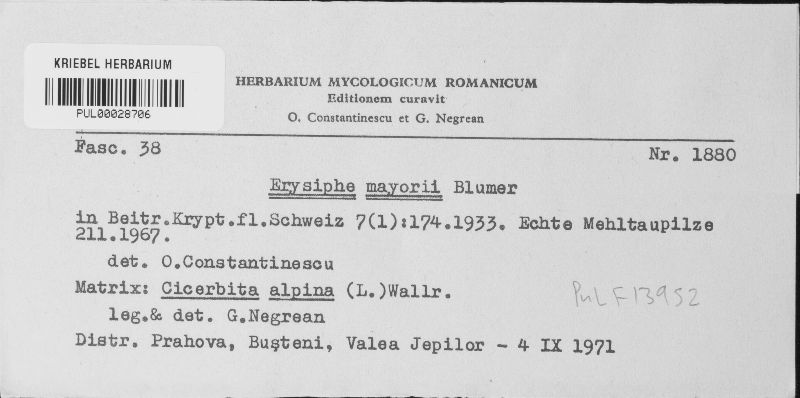 KRIEBEL HERBARIUM
PUL00028706
HERBARIUM MYCOLOGICUM ROMANICUM
Editionem curavit
O. Constantinescu et G. Negrean
Fasc. 38
Nr. 1880
Erysiphe mayorii Blumer
in Beitr.Krypt.fl.Schweiz 7(1):174.1933. Echte Mehltaupilze
211.1967.
det. O.Constantinescu
Matrix: Cicerbita alpina (L.)Wallr.
PUL F13952
leg.& det. G.Negrean
Distr. Prahova, Bușteni, Valea Jepilor - 4 IX 1971